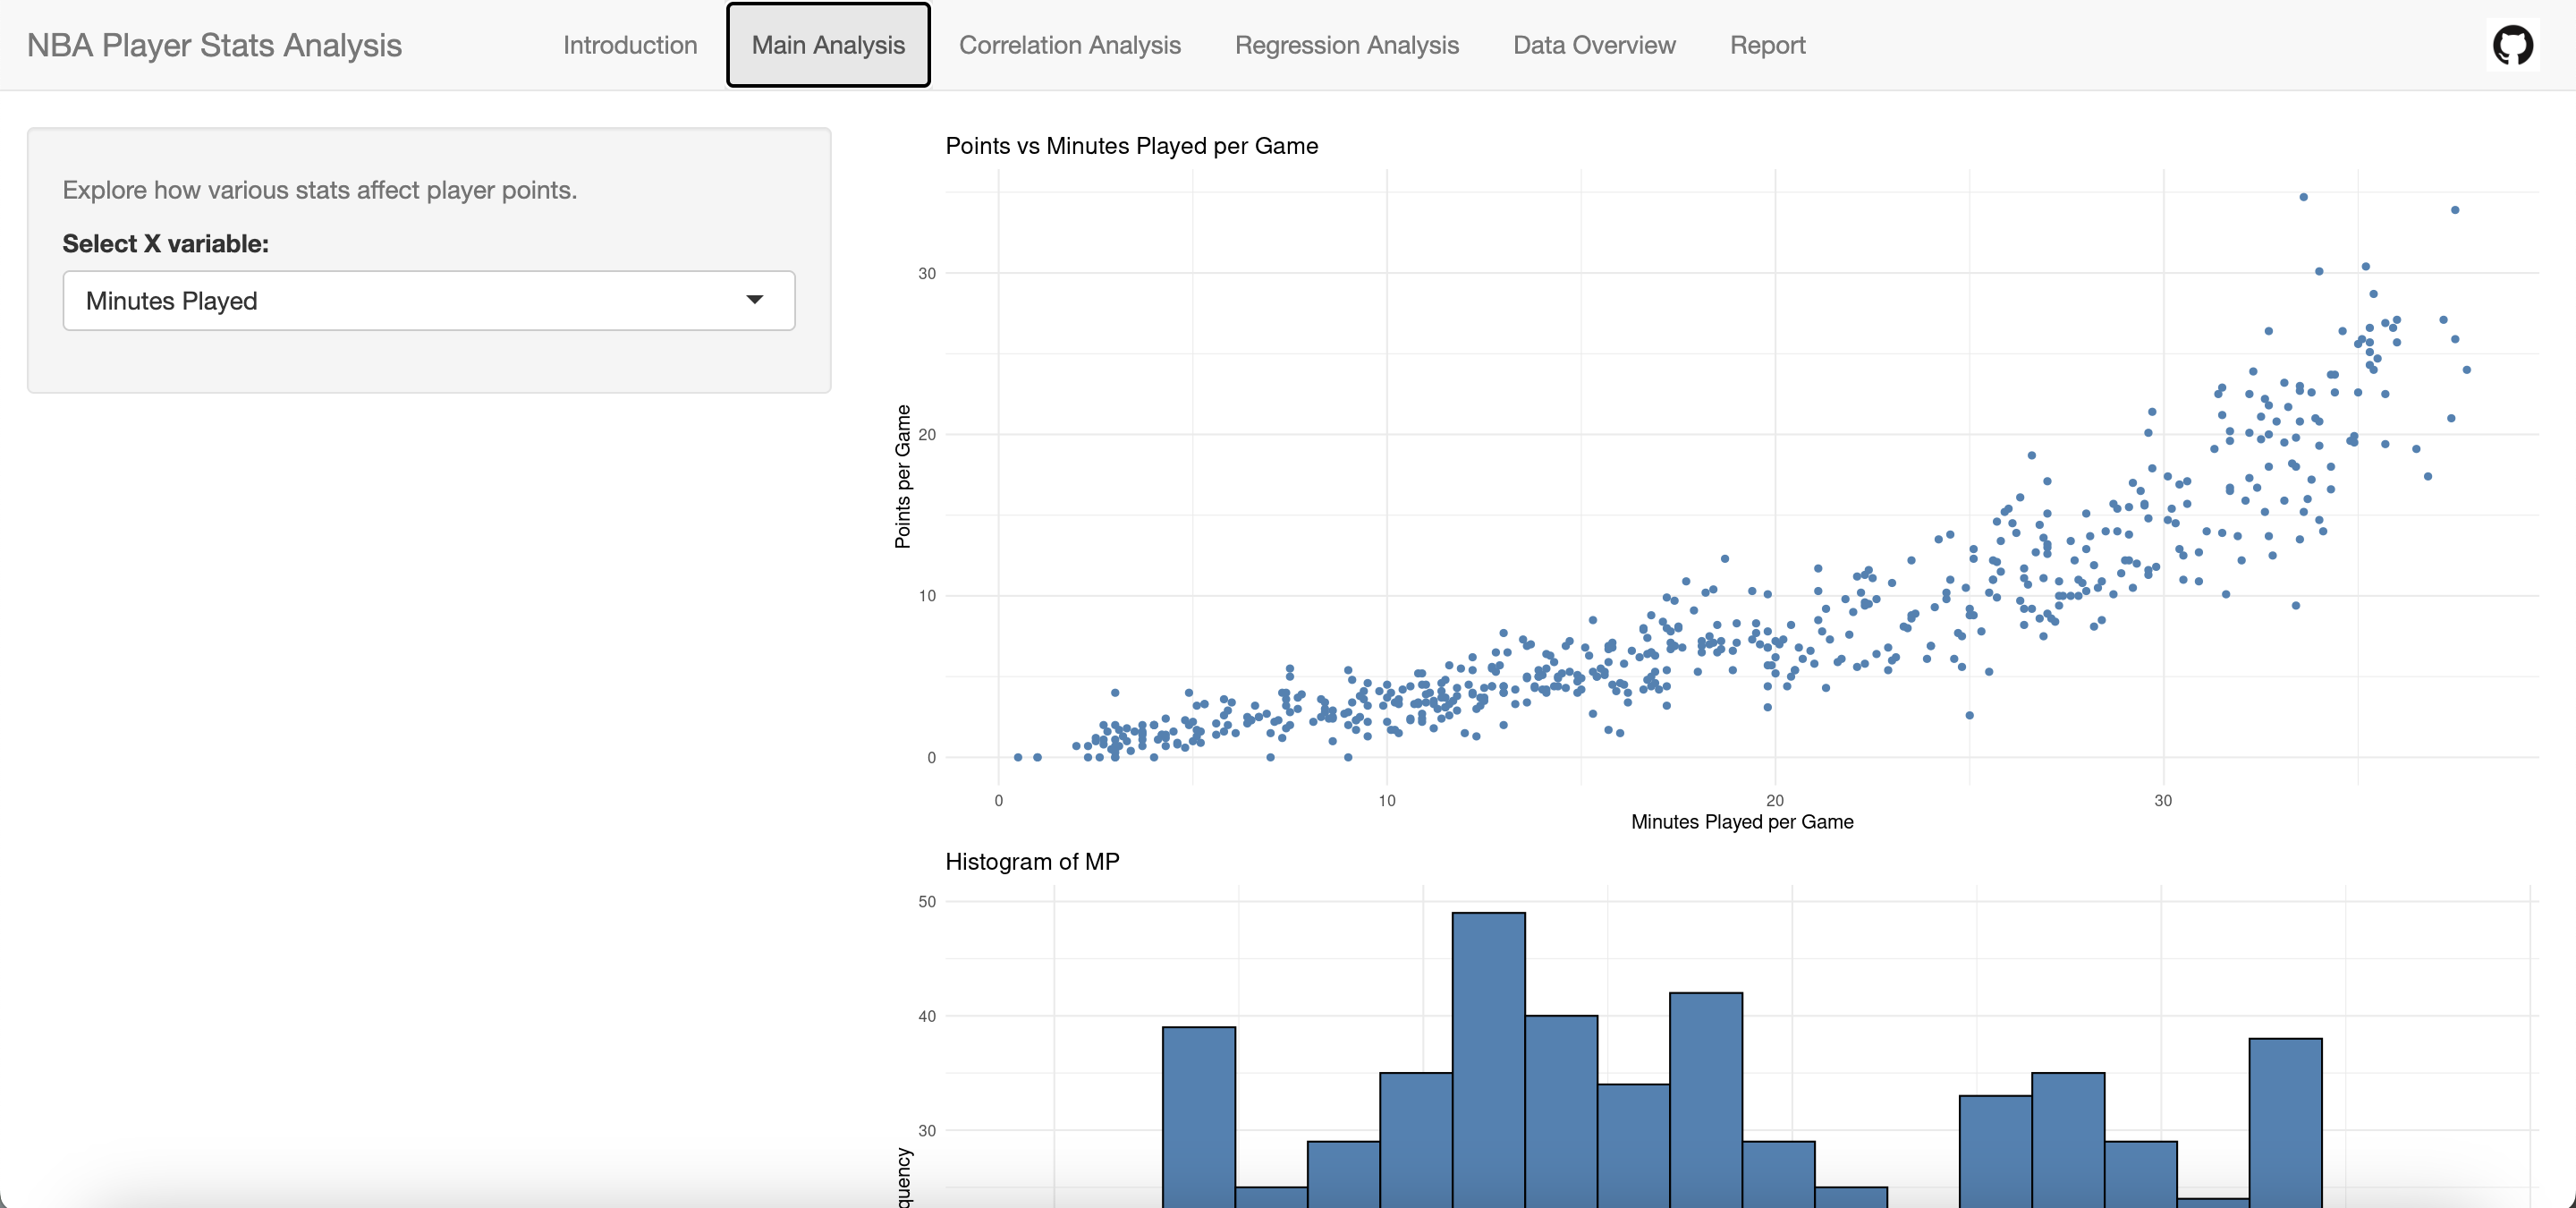 NBA Player Stats Analysis
Introduction
Main Analysis
Correlation Analysis
Regression Analysis
Data Overview
Report
Explore how various stats affect player points.
Select X variable:
Minutes Played
Points vs Minutes Played per Game
Points per Game
30
20
10
0
0 10 20 30
Minutes Played per Game
Histogram of MP
50
40
30